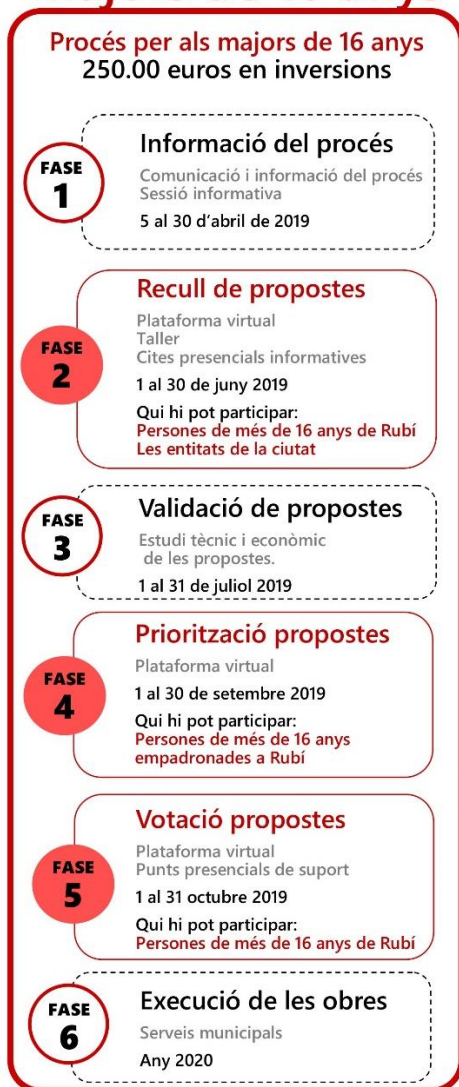 Procés per als majors de 16 anys
250.00 euros en inversions
FASE
1
Informació del procés
Comunicació i informació del procés
Sessió informativa
5 al 30 d'abril de 2019
FASE
2
Recull de propostes
Plataforma virtual
Taller
Cites presencials informatives
1 al 30 de juny 2019
Qui hi pot participar:
Persones de més de 16 anys de Rubí
Les entitats de la ciutat
FASE
3
Validació de propostes
Estudi tècnic i econòmic
de les propostes.
1 al 31 de juliol 2019
FASE
4
Priorització propostes
Plataforma virtual
1 al 30 de setembre 2019
Qui hi pot participar:
Persones de més de 16 anys
empadronades a Rubí
FASE
5
Votació propostes
Plataforma virtual
Punts presencials de suport
1 al 31 octubre 2019
Qui hi pot participar:
Persones de més de 16 anys de Rubí
FASE
6
Execució de les obres
Serveis municipals
Any 2020